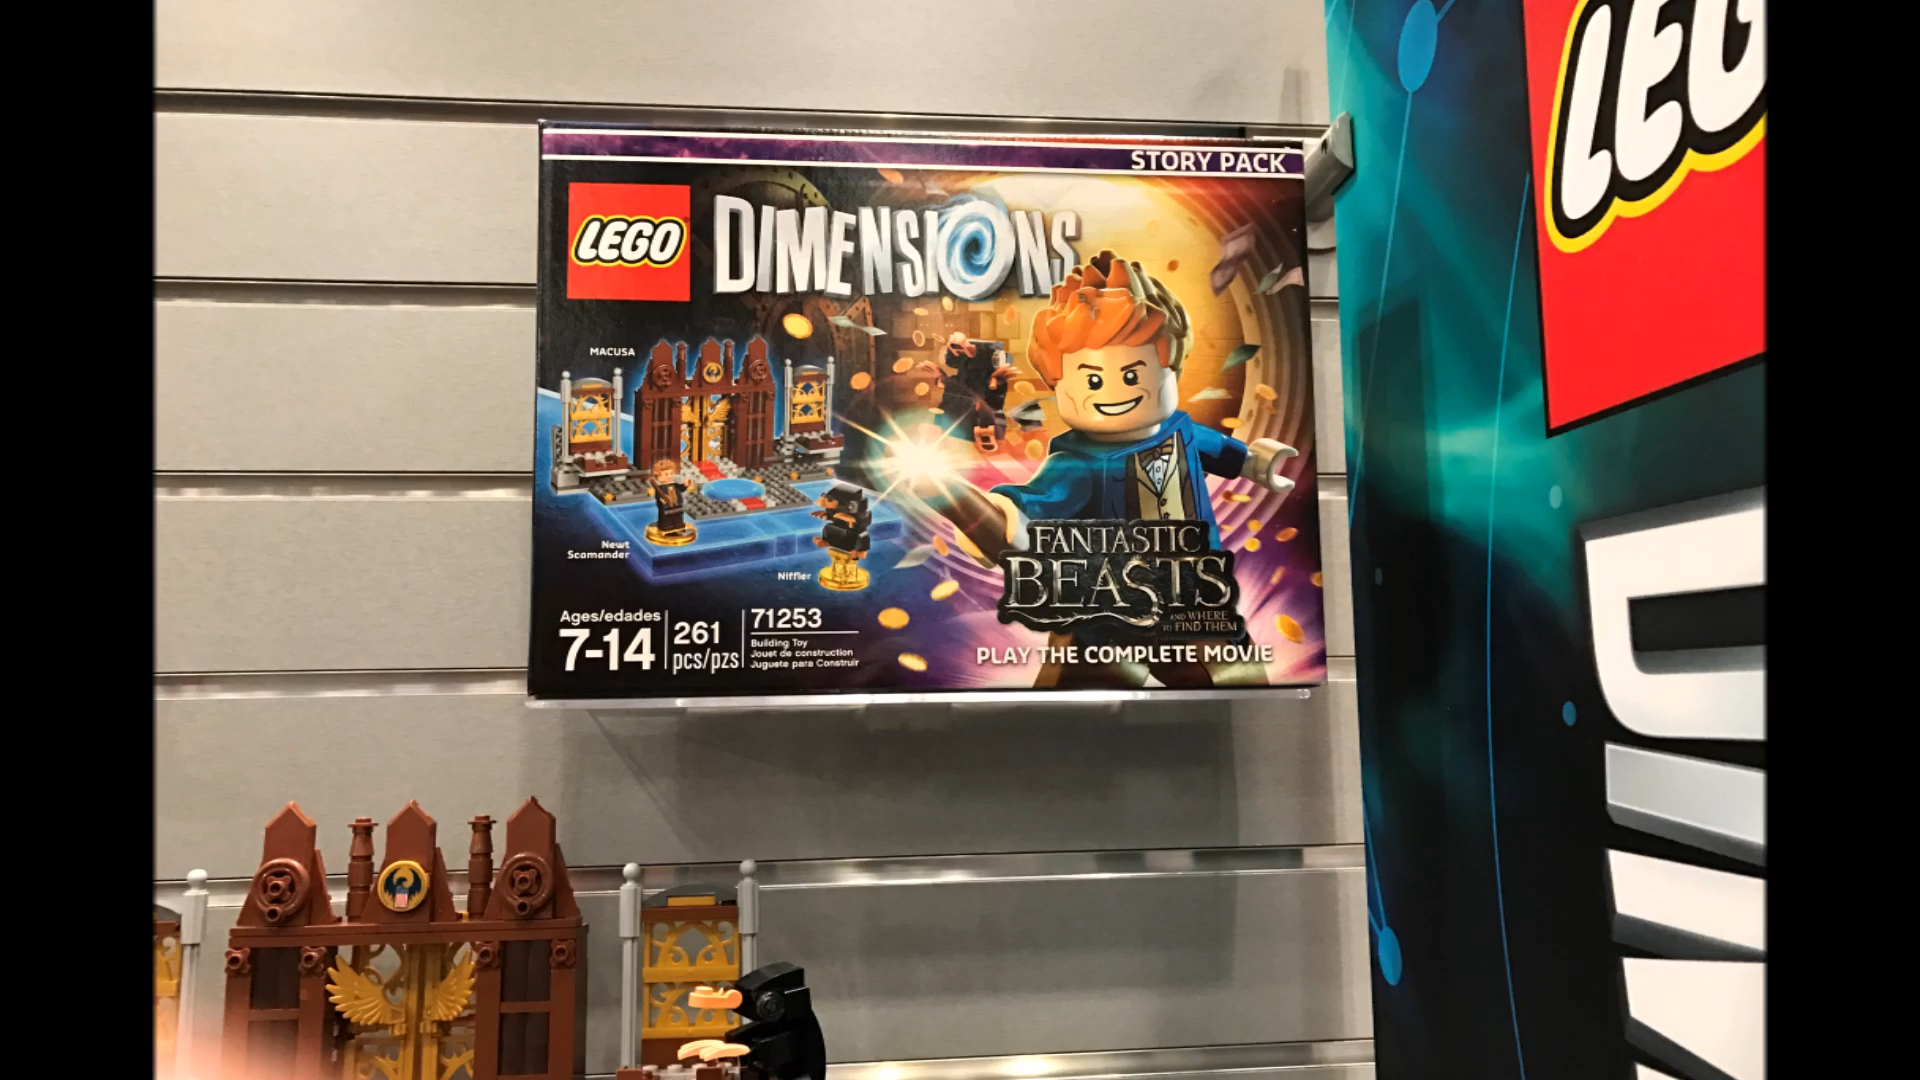 STORY PACK
LEGO
DIMENSIONS
MACUSA
Newt
Scamander
Niffler
Ages/edades
7-14
261
pcs/pzs
71253
Building Toy
Jouet de construction
Juguete para Construir
FANTASTIC
BEASTS
AND WHERE
TO FIND THEM
PLAY THE COMPLETE MOVIE
LEGO